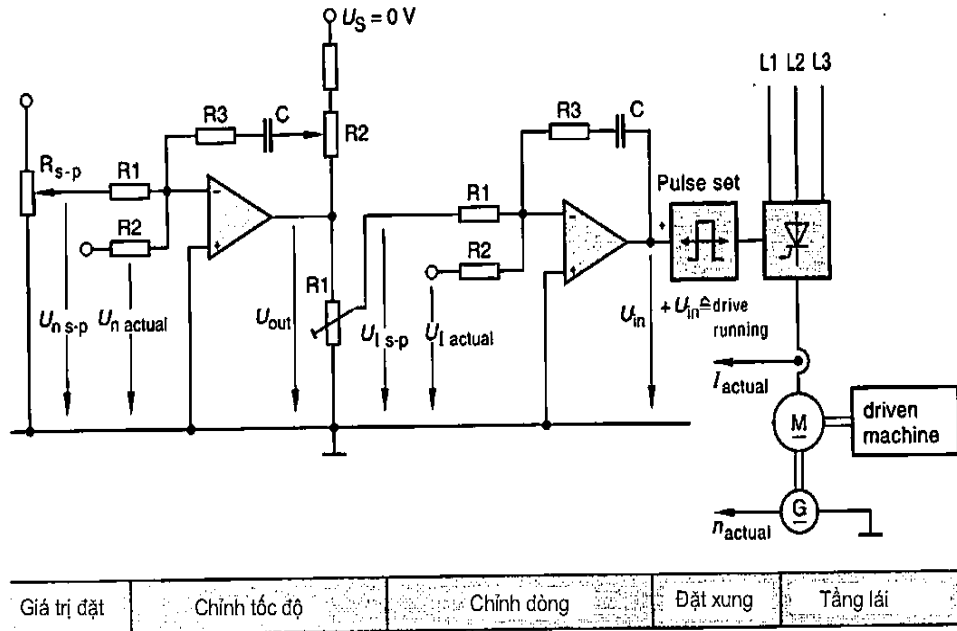 U_S = 0 V
L1 L2 L3
R3
C
R2
R_s-p
R1
R2
R3
C
R1
R2
Pulse set
R1
U_n s-p
U_n actual
U_out
U_I s-p
U_I actual
U_in
+
+ U_in ≙ drive
running
I_actual
M
driven
machine
G
n_actual
Giá trị đặt
Chỉnh tốc độ
Chỉnh dòng
Đặt xung
Tầng lái